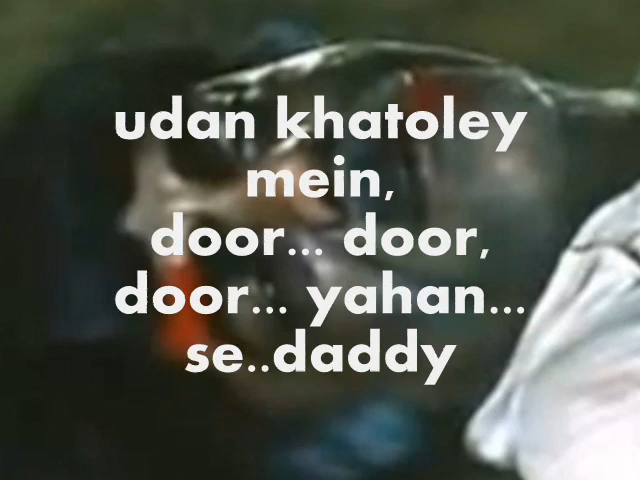 udan khatoley
mein,
door... door,
door... yahan...
se..daddy